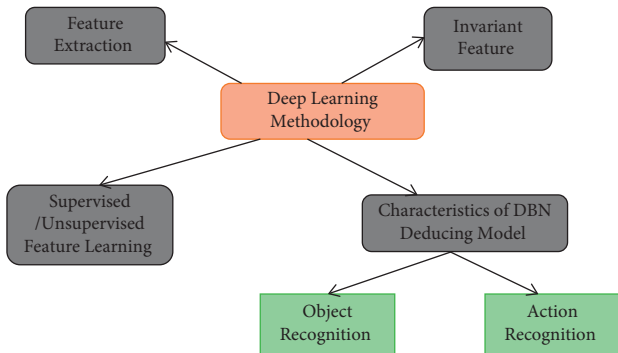 Feature
Extraction
Invariant
Feature
Deep Learning
Methodology
Supervised
/Unsupervised
Feature Learning
Characteristics of DBN
Deducing Model
Object
Recognition
Action
Recognition